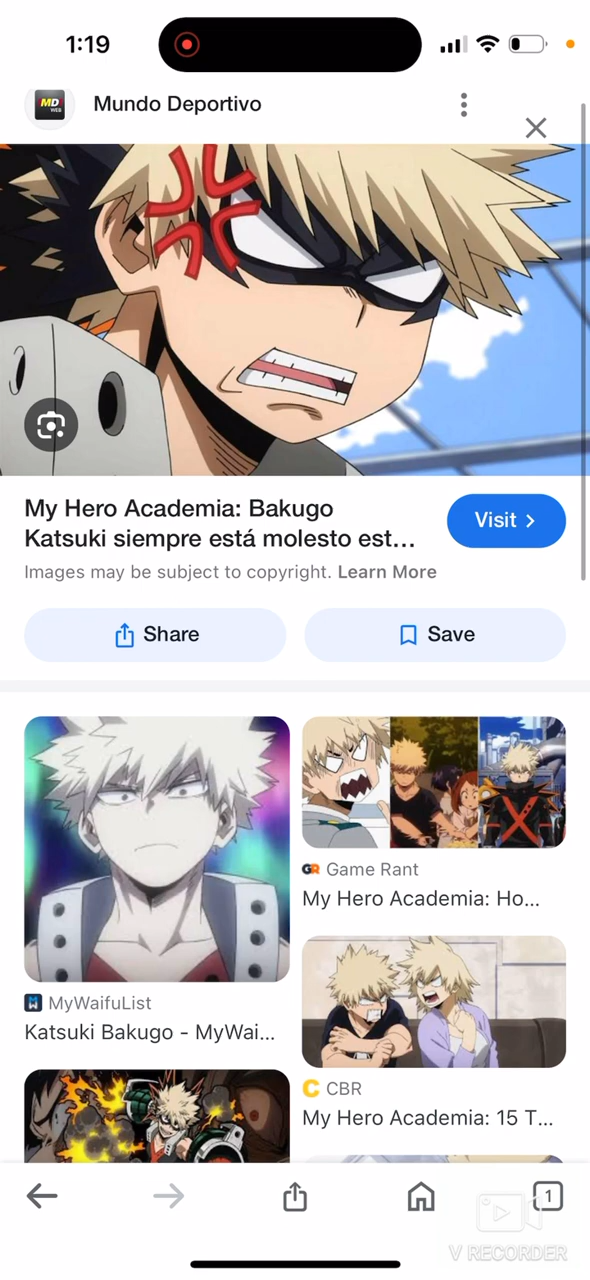 1:19
MD
WEB
Mundo Deportivo
My Hero Academia: Bakugo
Katsuki siempre está molesto est...
Visit
Images may be subject to copyright. Learn More
Share
Save
GR Game Rant
My Hero Academia: Ho...
MyWaifuList
Katsuki Bakugo - MyWai...
CBR
My Hero Academia: 15 T...
1
V RECORDER